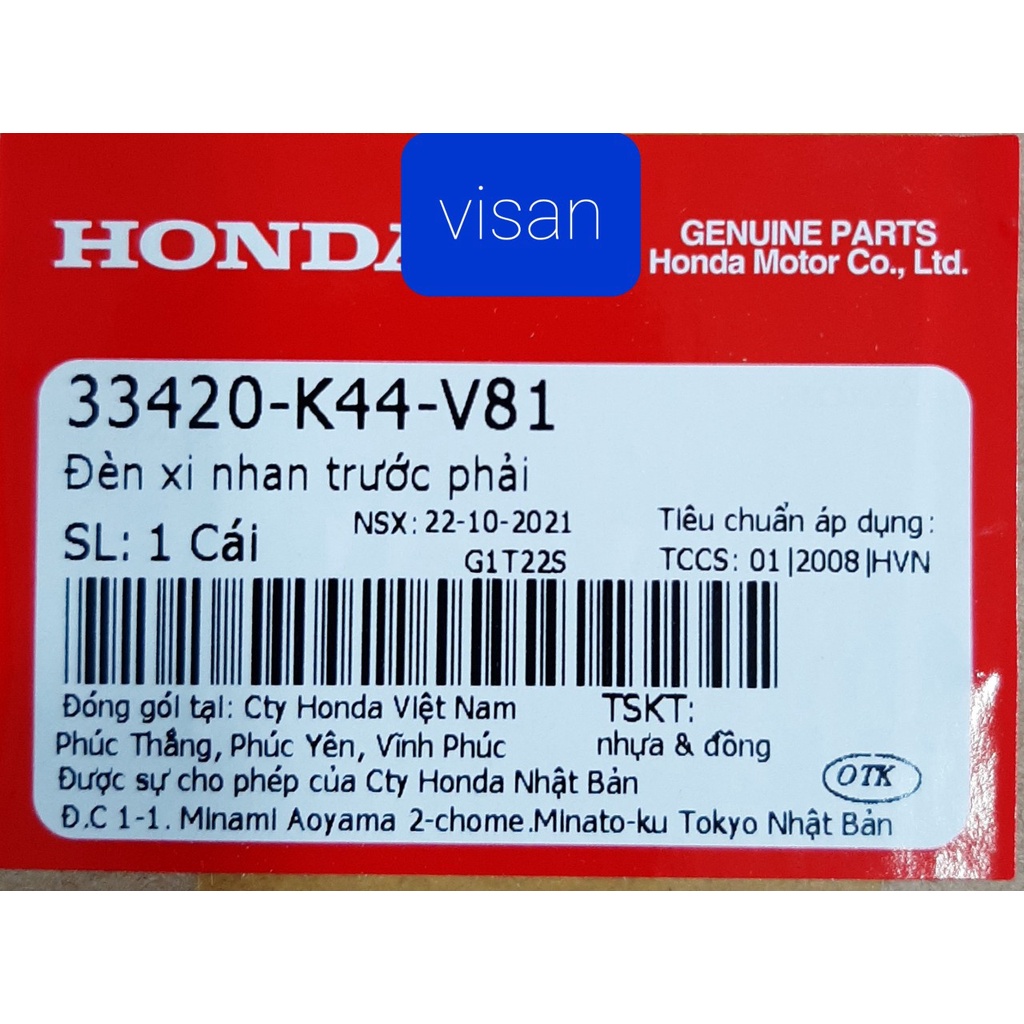 HONDA
visan
GENUINE PARTS
Honda Motor Co., Ltd.
33420-K44-V81
Đèn xi nhan trước phải
SL: 1 Cái
NSX: 22-10-2021
G1T22S
Tiêu chuẩn áp dụng:
TCCS: 01|2008|HVN
Đóng gói tại: Cty Honda Việt Nam
Phúc Thắng, Phúc Yên, Vĩnh Phúc
TSKT:
nhựa & đồng
Được sự cho phép của Cty Honda Nhật Bản
Đ.C 1-1. Minami Aoyama 2-chome.Minato-ku Tokyo Nhật Bản
OTK